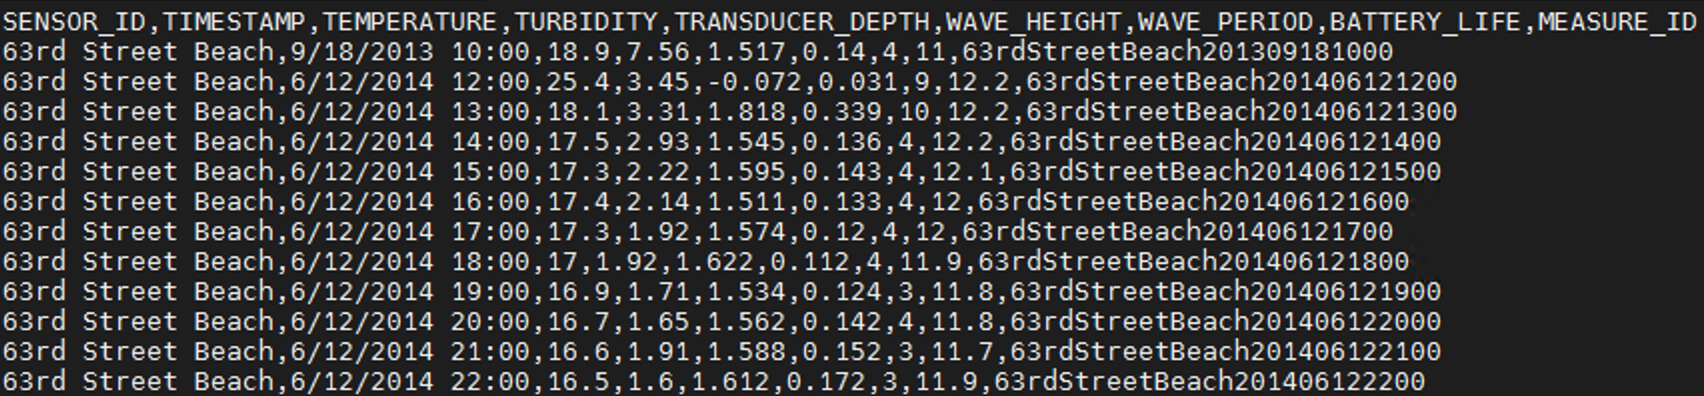 SENSOR_ID,TIMESTAMP,TEMPERATURE,TURBIDITY,TRANSDUCER_DEPTH,WAVE_HEIGHT,WAVE_PERIOD,BATTERY_LIFE,MEASURE_ID
63rd Street Beach,9/18/2013 10:00,18.9,7.56,1.517,0.14,4,11,63rdStreetBeach201309181000
63rd Street Beach,6/12/2014 12:00,25.4,3.45,-0.072,0.031,9,12.2,63rdStreetBeach201406121200
63rd Street Beach,6/12/2014 13:00,18.1,3.31,1.818,0.339,10,12.2,63rdStreetBeach201406121300
63rd Street Beach,6/12/2014 14:00,17.5,2.93,1.545,0.136,4,12.2,63rdStreetBeach201406121400
63rd Street Beach,6/12/2014 15:00,17.3,2.22,1.595,0.143,4,12.1,63rdStreetBeach201406121500
63rd Street Beach,6/12/2014 16:00,17.4,2.14,1.511,0.133,4,12,63rdStreetBeach201406121600
63rd Street Beach,6/12/2014 17:00,17.3,1.92,1.574,0.12,4,12,63rdStreetBeach201406121700
63rd Street Beach,6/12/2014 18:00,17,1.92,1.622,0.112,4,11.9,63rdStreetBeach201406121800
63rd Street Beach,6/12/2014 19:00,16.9,1.71,1.534,0.124,3,11.8,63rdStreetBeach201406121900
63rd Street Beach,6/12/2014 20:00,16.7,1.65,1.562,0.142,4,11.8,63rdStreetBeach201406122000
63rd Street Beach,6/12/2014 21:00,16.6,1.91,1.588,0.152,3,11.7,63rdStreetBeach201406122100
63rd Street Beach,6/12/2014 22:00,16.5,1.6,1.612,0.172,3,11.9,63rdStreetBeach201406122200